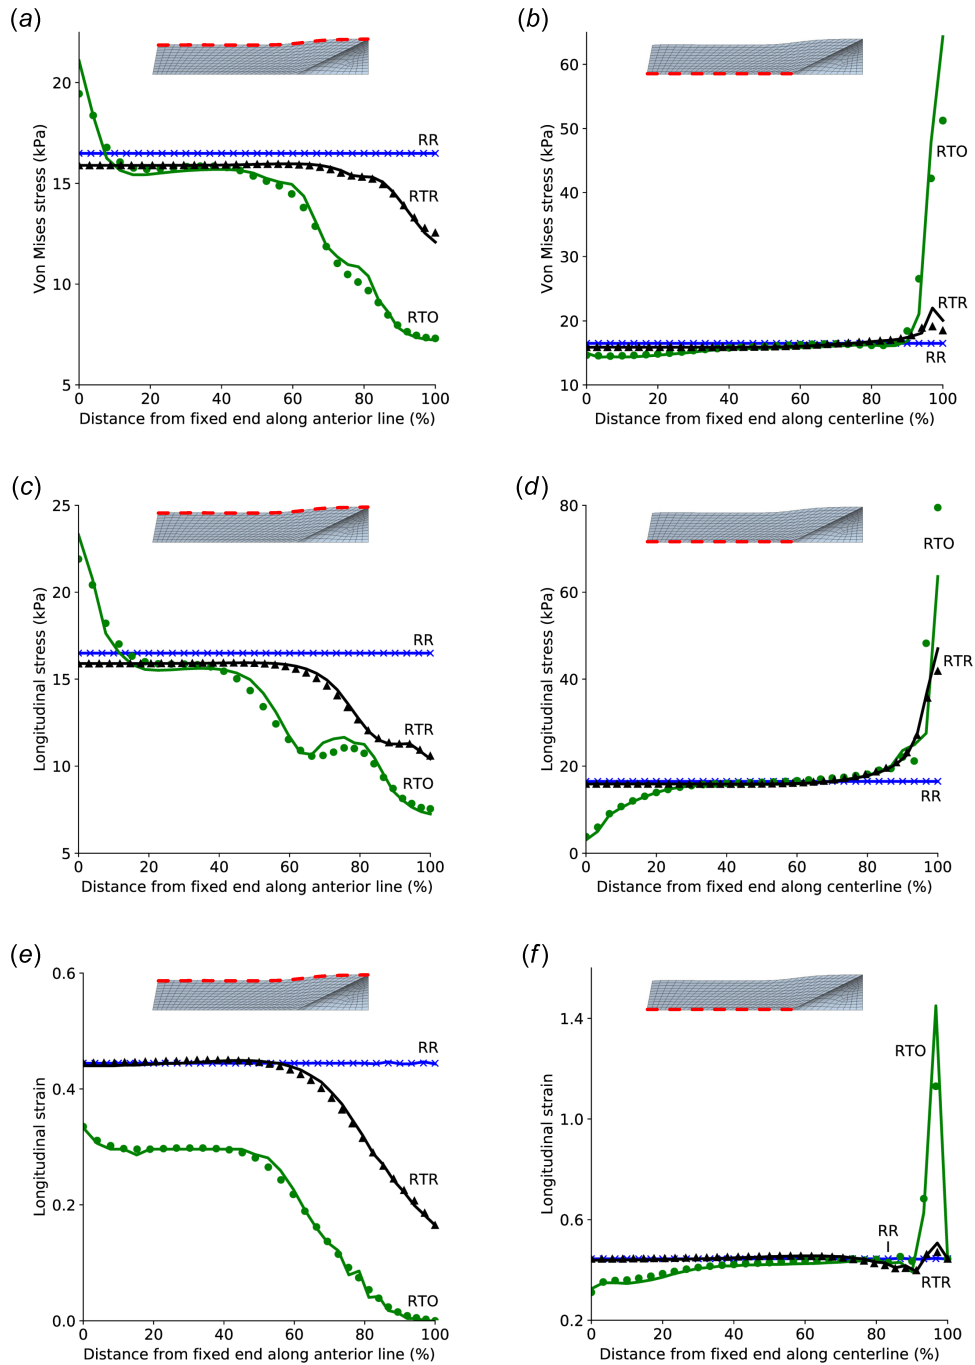 (a)
20
15
10
5
Von Mises stress (kPa)
RR
RTR
RTO
0 20 40 60 80 100
Distance from fixed end along anterior line (%)
(b)
60
50
40
30
20
10
Von Mises stress (kPa)
RTO
RTR
RR
0 20 40 60 80 100
Distance from fixed end along centerline (%)
(c)
25
20
15
10
5
Longitudinal stress (kPa)
RR
RTR
RTO
0 20 40 60 80 100
Distance from fixed end along anterior line (%)
(d)
80
60
40
20
0
Longitudinal stress (kPa)
RTO
RTR
RR
0 20 40 60 80 100
Distance from fixed end along centerline (%)
(e)
0.6
0.4
0.2
0.0
Longitudinal strain
RR
RTR
RTO
0 20 40 60 80 100
Distance from fixed end along anterior line (%)
(f)
1.4
1.0
0.6
0.2
Longitudinal strain
RTO
RR
RTR
0 20 40 60 80 100
Distance from fixed end along centerline (%)